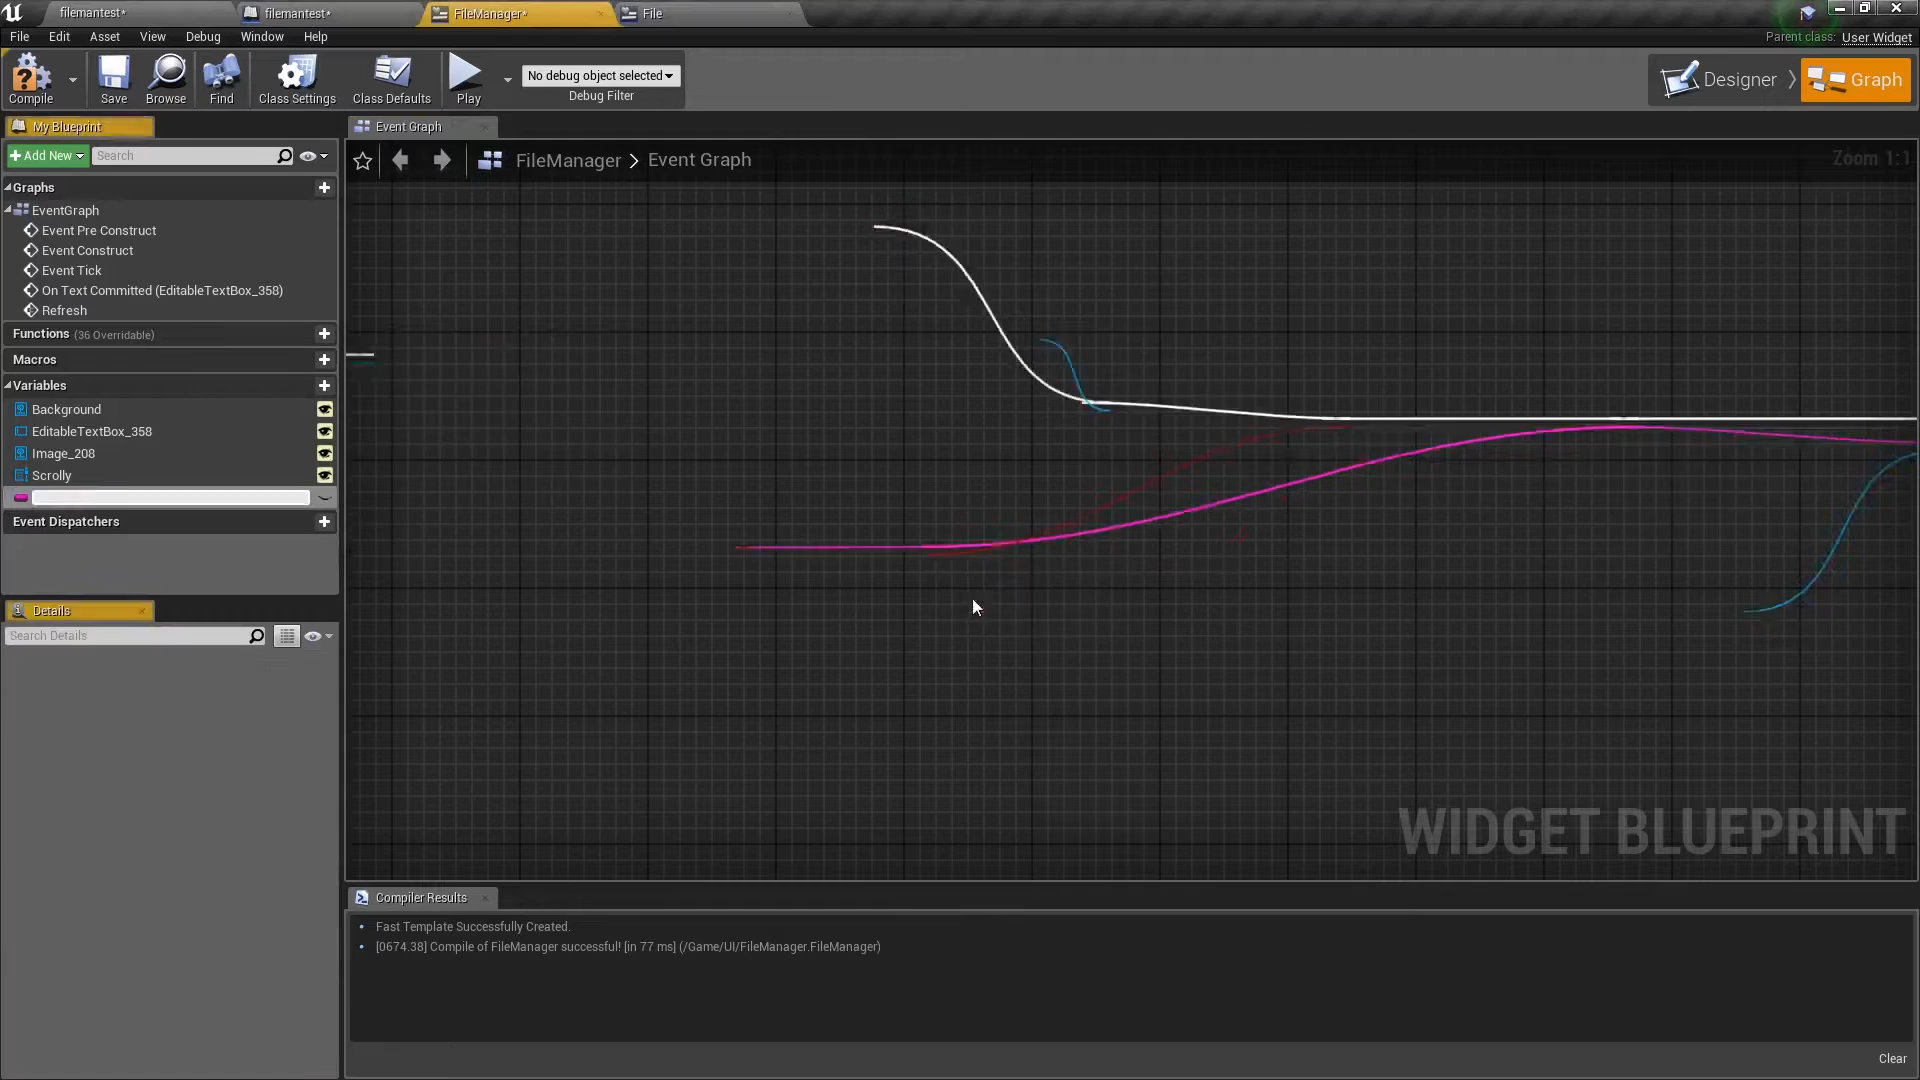 filemantest*
filemantest*
FileManager*
File
File
Edit
Asset
View
Debug
Window
Help
Parent class: User Widget
Compile
Save
Browse
Find
Class Settings
Class Defaults
Play
No debug object selected
Debug Filter
Designer
Graph
My Blueprint
Event Graph
Add New
Search
FileManager > Event Graph
Zoom 1:1
Graphs
EventGraph
Event Pre Construct
Event Construct
Event Tick
On Text Committed (EditableTextBox_358)
Refresh
Functions (36 Overridable)
Macros
Variables
Background
EditableTextBox_358
Image_208
Scrolly
Event Dispatchers
Details
Search Details
WIDGET BLUEPRINT
Compiler Results
Fast Template Successfully Created.
[0674.38] Compile of FileManager successful! [in 77 ms] (/Game/UI/FileManager.FileManager)
Clear